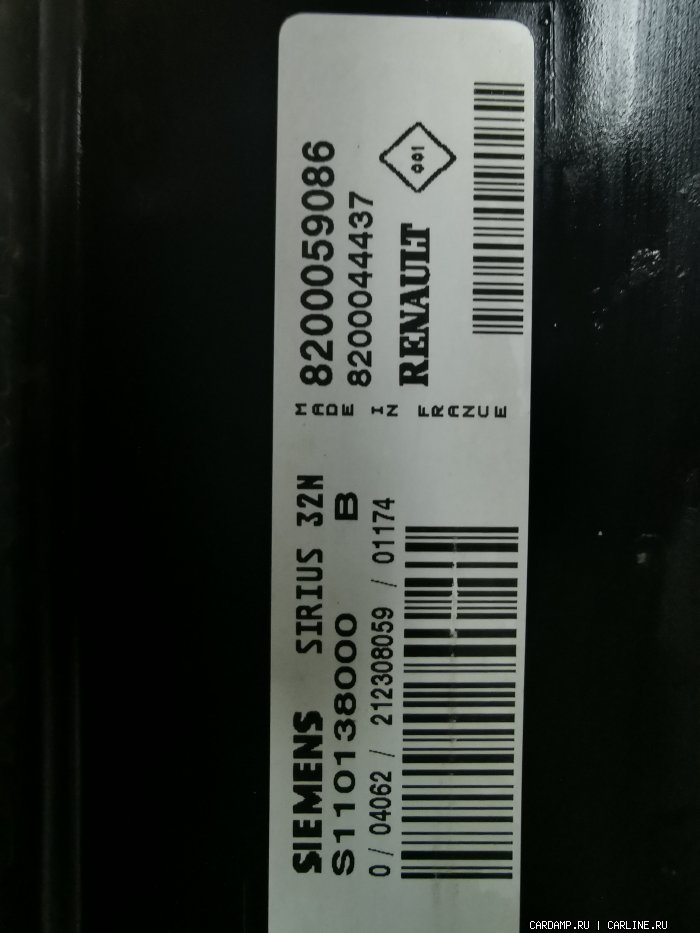 SIEMENS SIRIUS 32N
S110138000 B
0 / 04062 / 212308059 / 01174
MADE IN FRANCE
8200059086
8200044437
RENAULT
001
CARDAMP.RU | CARLINE.RU